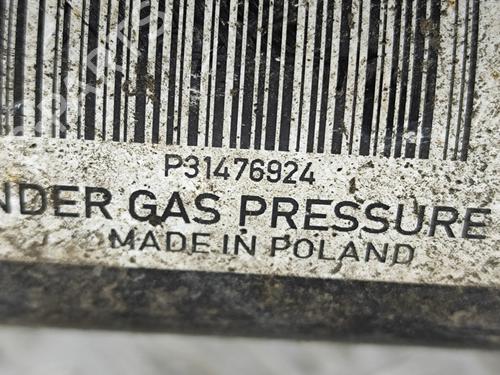 P31476924
NDER GAS PRESSURE
MADE IN POLAND